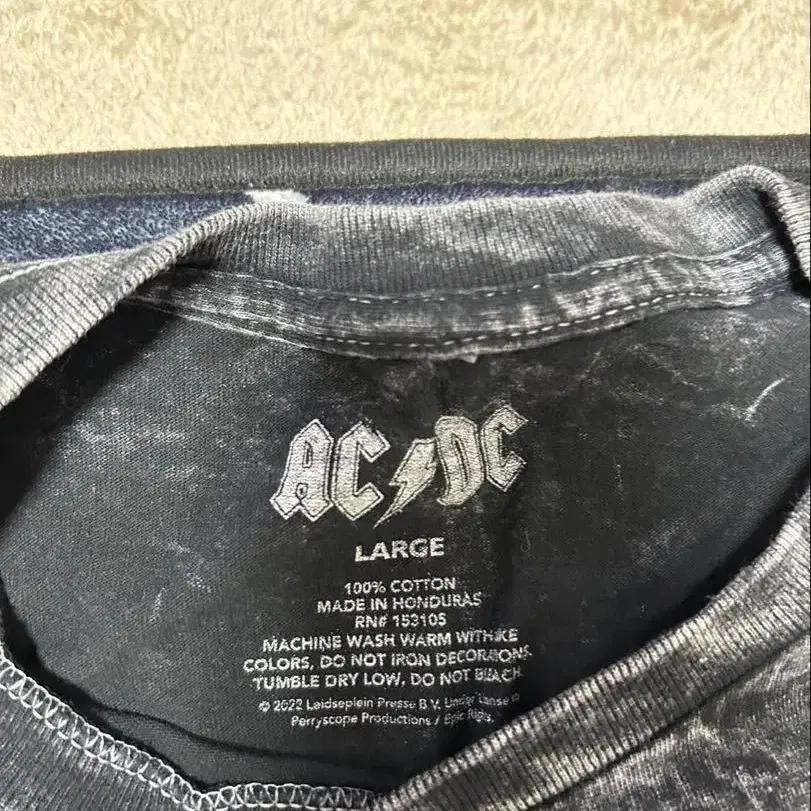 AC⚡DC
LARGE
100% COTTON
MADE IN HONDURAS
RN# 153105
MACHINE WASH WARM WITH
COLORS, DO NOT IRON DECORATIONS
TUMBLE DRY LOW, DO NOT BLEACH
© 2022 Leidseplein Presse B.V. Under license
Perryscope Productions / Epic Rights.